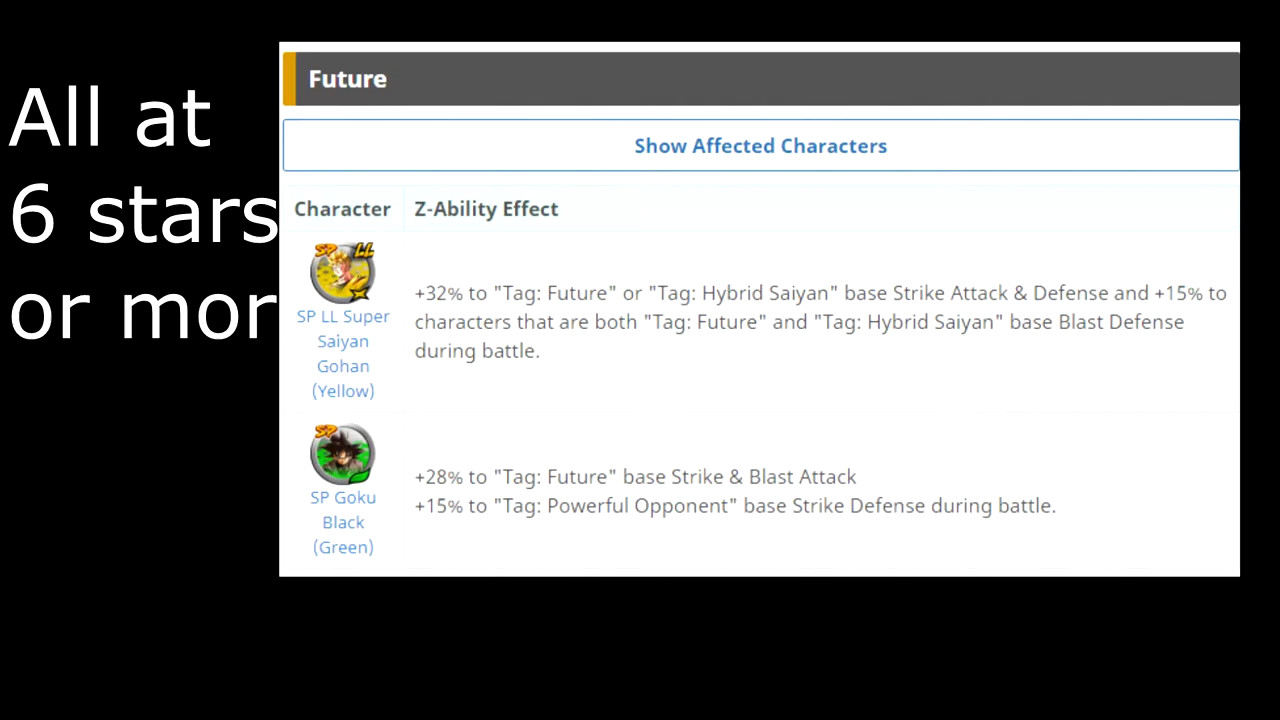 All at
6 stars
or mor
Future
Show Affected Characters
Character
Z-Ability Effect
SP LL
SP LL Super
Saiyan
Gohan
(Yellow)
+32% to "Tag: Future" or "Tag: Hybrid Saiyan" base Strike Attack & Defense and +15% to
characters that are both "Tag: Future" and "Tag: Hybrid Saiyan" base Blast Defense
during battle.
SP
SP Goku
Black
(Green)
+28% to "Tag: Future" base Strike & Blast Attack
+15% to "Tag: Powerful Opponent" base Strike Defense during battle.